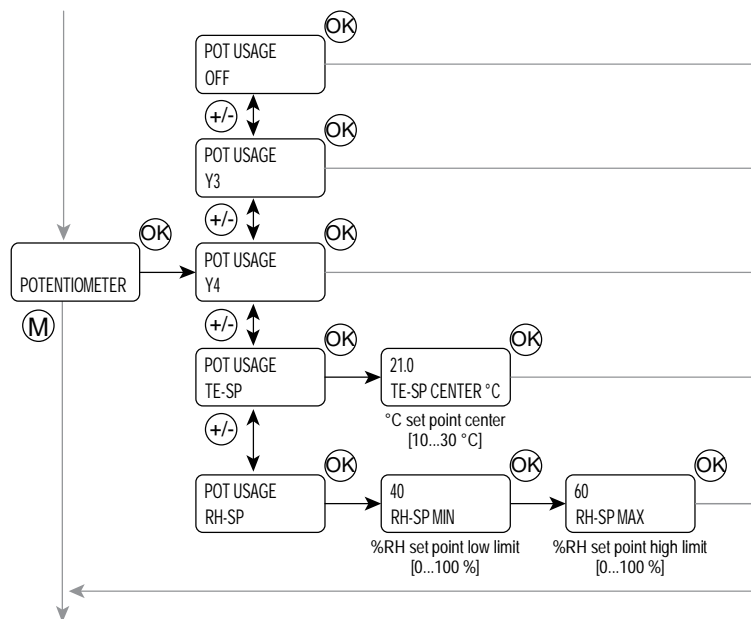 OK
POT USAGE
OFF
+/-
OK
POT USAGE
Y3
+/-
OK
OK
POTENTIOMETER
POT USAGE
Y4
M
+/-
OK
OK
POT USAGE
TE-SP
21.0
TE-SP CENTER °C
°C set point center
[10...30 °C]
+/-
OK
OK
OK
POT USAGE
RH-SP
40
RH-SP MIN
60
RH-SP MAX
%RH set point low limit
[0...100 %]
%RH set point high limit
[0...100 %]